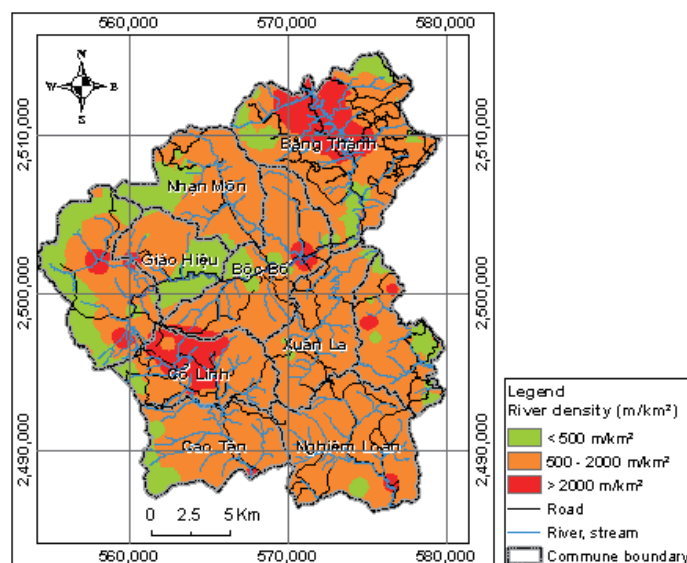 560,000 570,000 580,000
N
W E
S
2,510,000 2,510,000
Bằng Thành
Nhạn Môn
Giáo Hiệu
Bộc Bố
2,500,000 2,500,000
Xuân La
Cổ Linh
2,490,000 2,490,000
Cao Tân Nghiêm Loan
0 2.5 5 Km
560,000 570,000 580,000
Legend
River density (m/km²)
<500 m/km²
500 - 2000 m/km²
> 2000 m/km²
Road
River, stream
Commune boundary